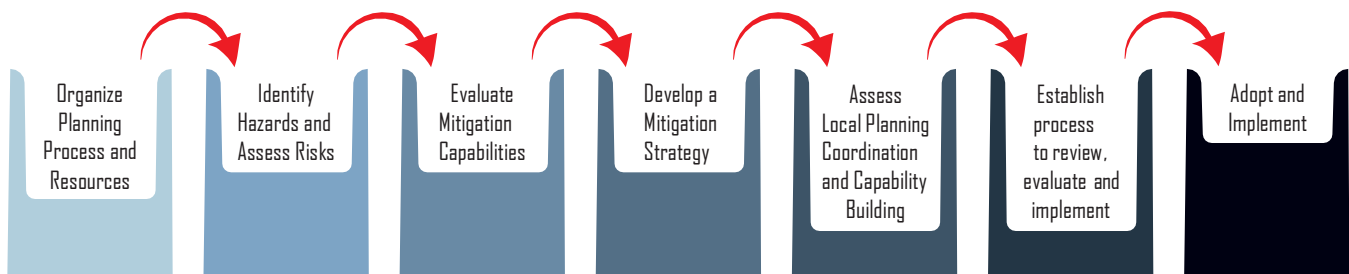 Organize
Planning
Process and
Resources
Identify
Hazards and
Assess Risks
Evaluate
Mitigation
Capabilities
Develop a
Mitigation
Strategy
Assess
Local Planning
Coordination
and Capability
Building
Establish
process
to review,
evaluate and
implement
Adopt and
Implement